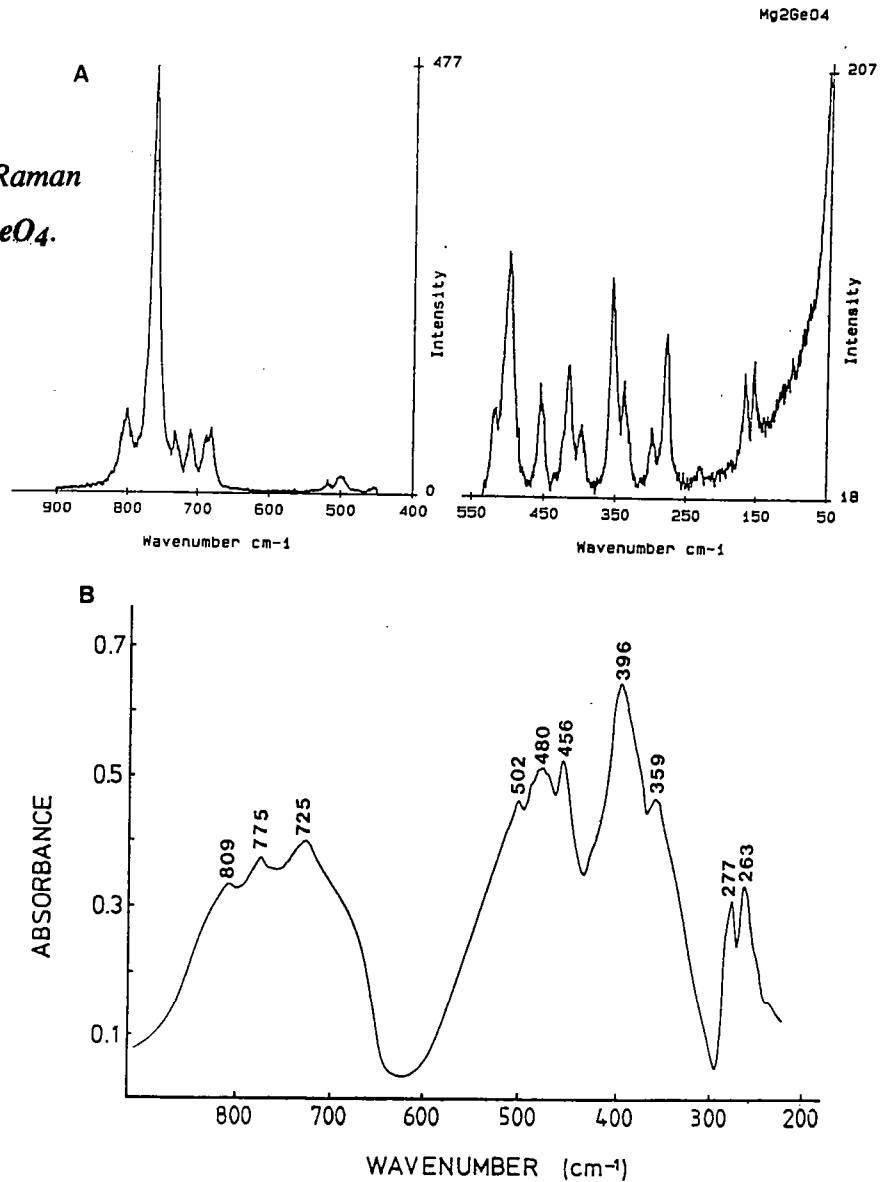 Mg2GeO4
A
477
Raman
eO4.
Intensity
0
900 800 700 600 500 400
Wavenumber cm-1
207
Intensity
18
550 450 350 250 150 50
Wavenumber cm-1
B
ABSORBANCE
0.7
0.5
0.3
0.1
809
775
725
502
480
456
396
359
277
263
800 700 600 500 400 300 200
WAVENUMBER (cm⁻¹)